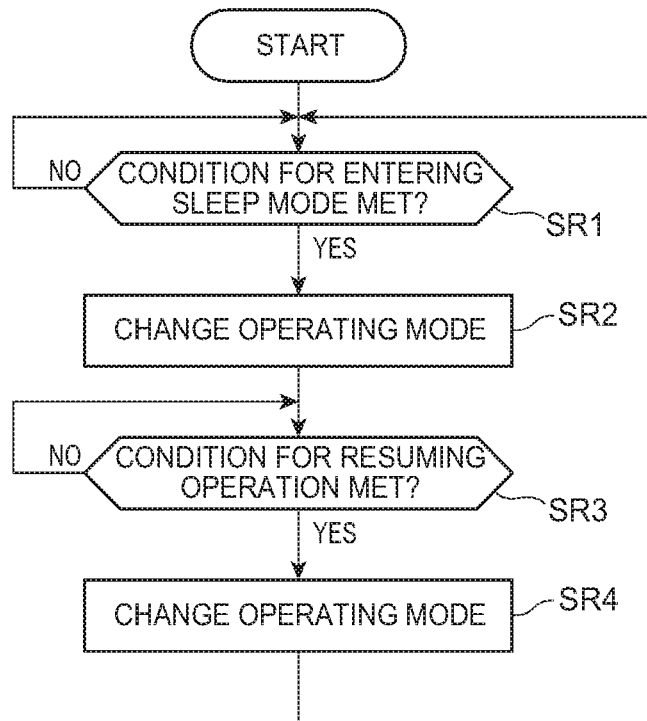 START
NO
CONDITION FOR ENTERING
SLEEP MODE MET?
SR1
YES
CHANGE OPERATING MODE
SR2
NO
CONDITION FOR RESUMING
OPERATION MET?
SR3
YES
CHANGE OPERATING MODE
SR4